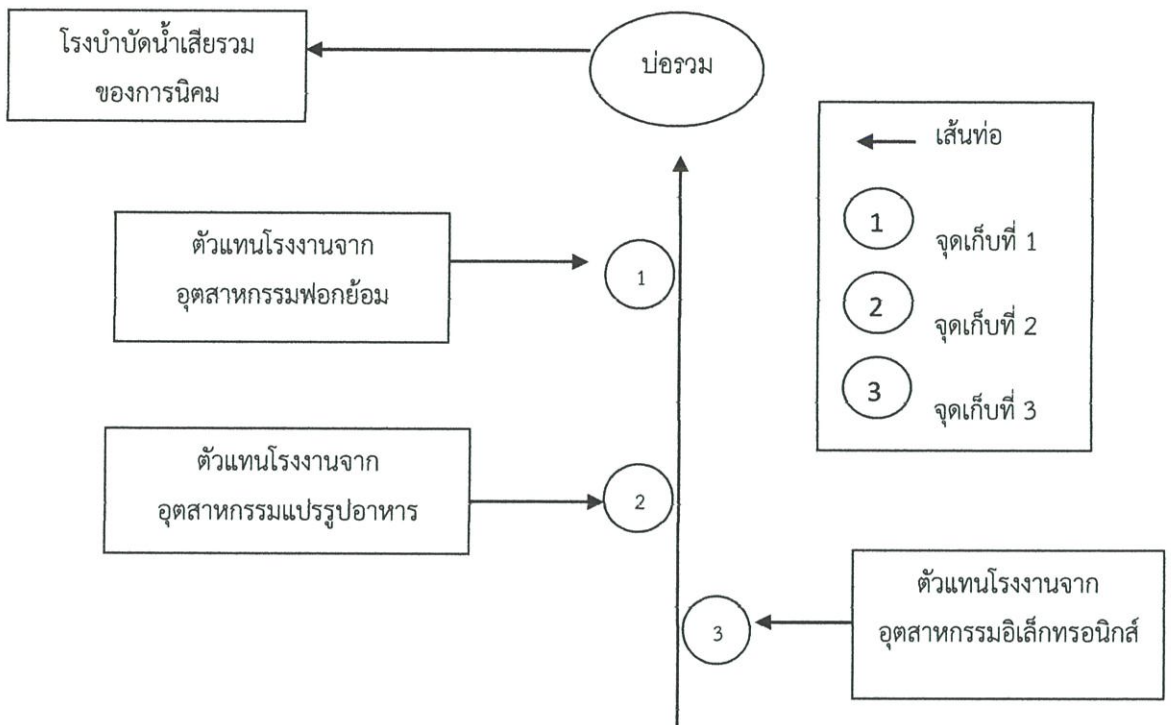 โรงบำบัดน้ำเสียรวม
ของการนิคม
บ่อรวม
เส้นท่อ
1
จุดเก็บที่ 1
2
จุดเก็บที่ 2
3
จุดเก็บที่ 3
ตัวแทนโรงงานจาก
อุตสาหกรรมฟอกย้อม
1
ตัวแทนโรงงานจาก
อุตสาหกรรมแปรรูปอาหาร
2
3
ตัวแทนโรงงานจาก
อุตสาหกรรมอิเล็กทรอนิกส์